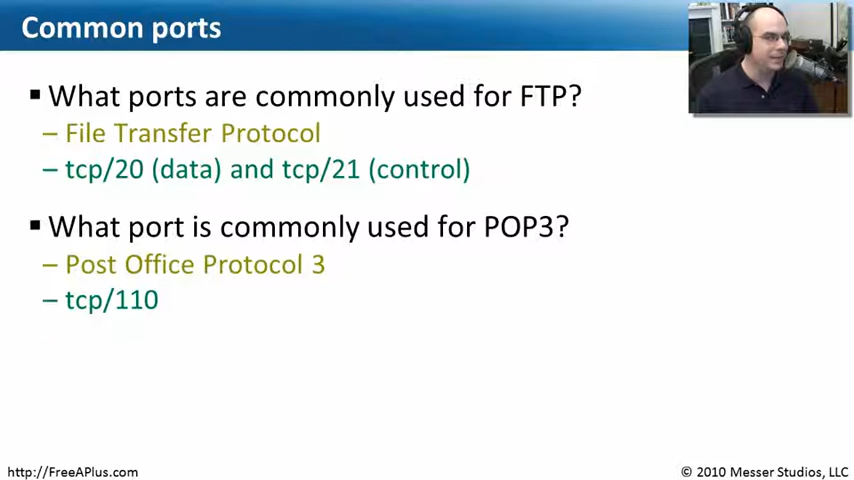 Common ports
▪ What ports are commonly used for FTP?
– File Transfer Protocol
– tcp/20 (data) and tcp/21 (control)
▪ What port is commonly used for POP3?
– Post Office Protocol 3
– tcp/110
http://FreeAPlus.com
© 2010 Messer Studios, LLC